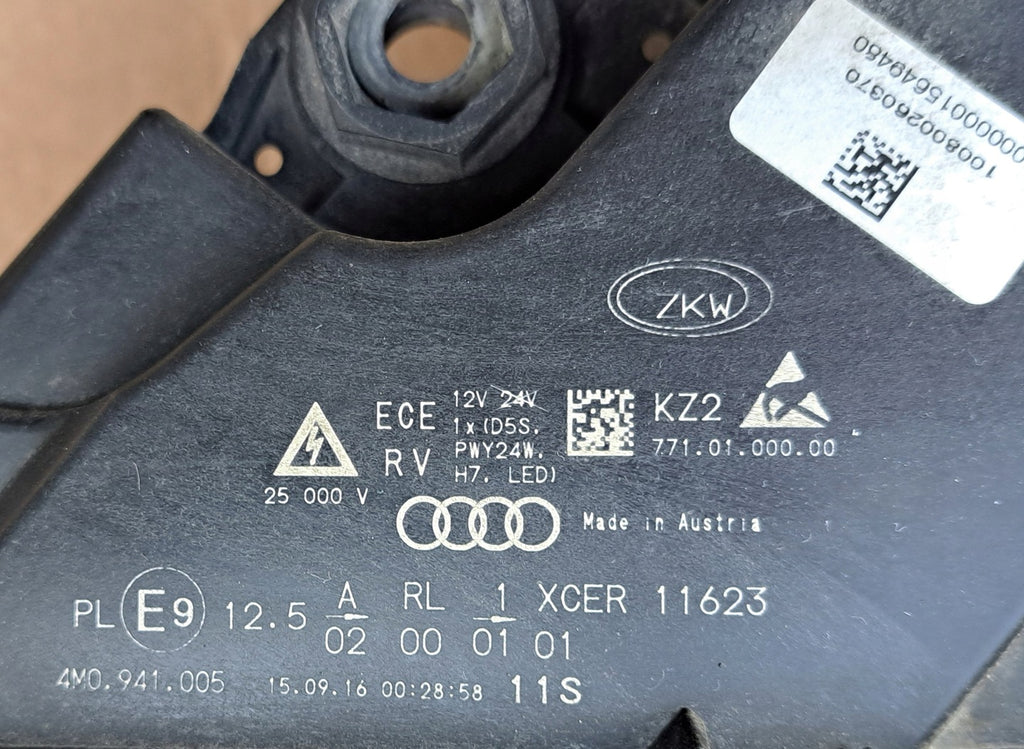 100800260370
000000015649480
ZKW
ECE
RV
12V 24V
1x(D5S,
PWY24W,
H7, LED)
KZ2
771.01.000.00
25 000 V
Made in Austria
PL E9 12.5 A RL 1 XCER 11623
02 00 01 01
4M0.941.005 15.09.16 00:28:58 11S